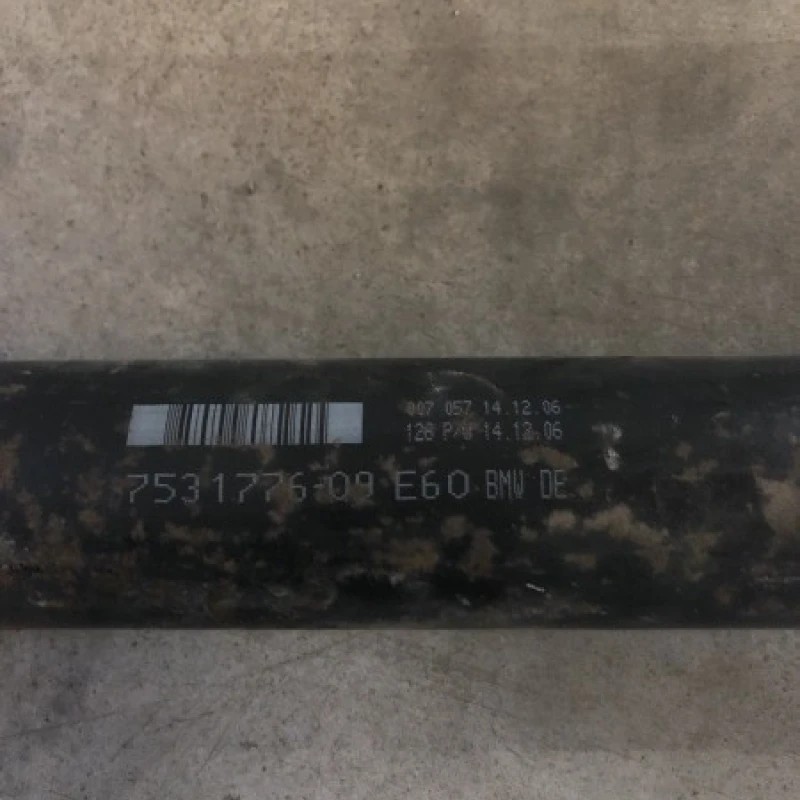 007 057 14.12.06
128 P/W 14.12.06
7531776-09 E60 BMW DE